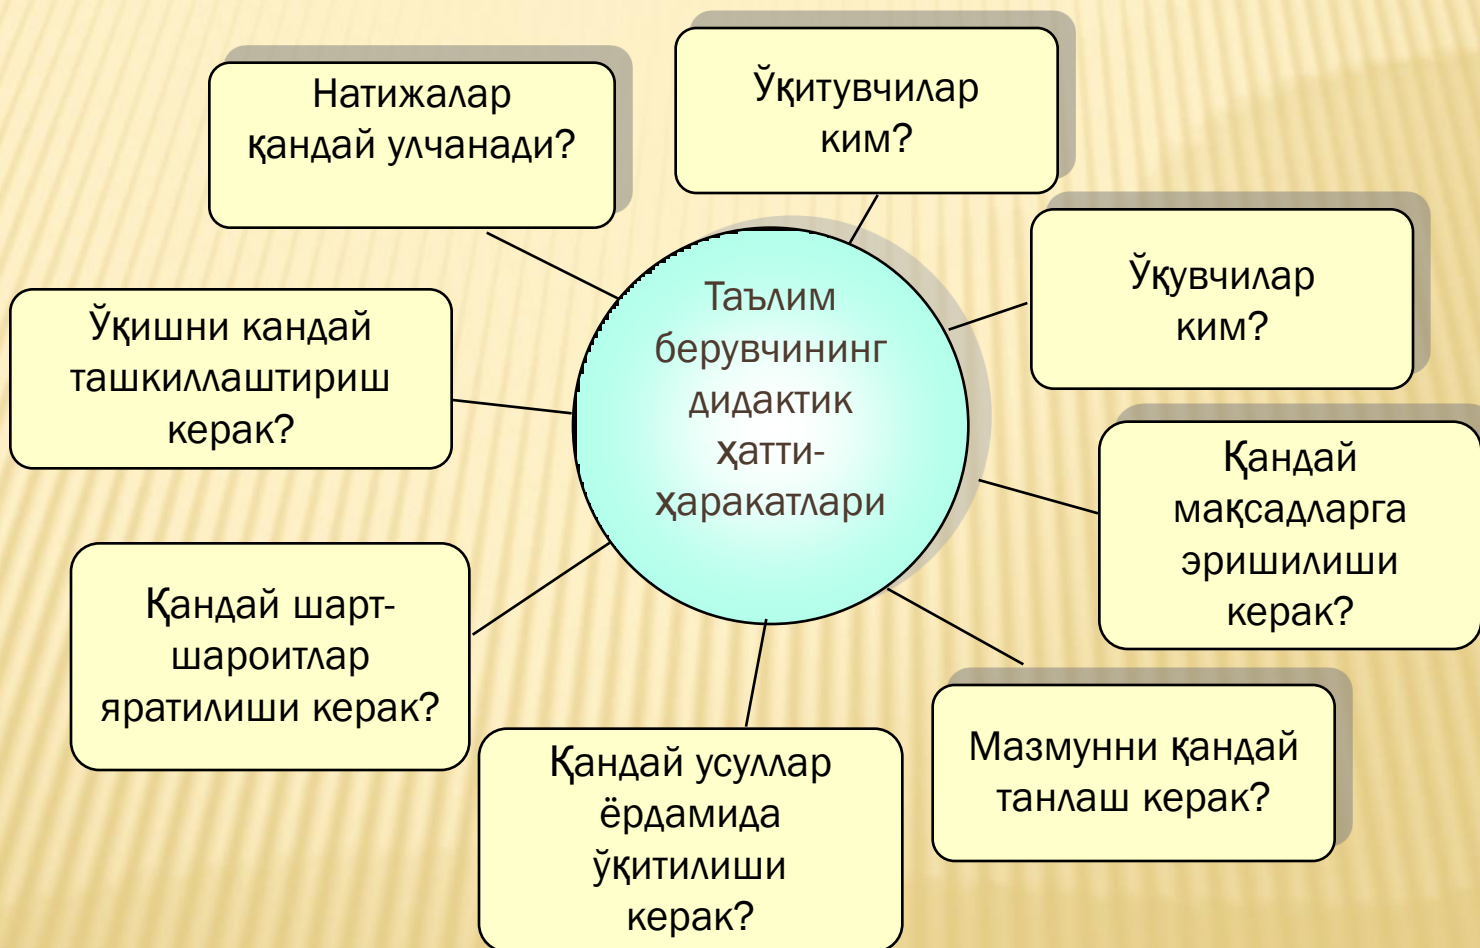 Натижалар
қандай улчанади?
Ўқитувчилар
ким?
Ўқувчилар
ким?
Таълим
берувчининг
дидактик
ҳатти-
ҳаракатлари
Ўқишни кандай
ташкиллаштириш
керак?
Қандай
мақсадларга
эришилиши
керак?
Қандай шарт-
шароитлар
яратилиши керак?
Мазмунни қандай
танлаш керак?
Қандай усуллар
ёрдамида
ўқитилиши
керак?